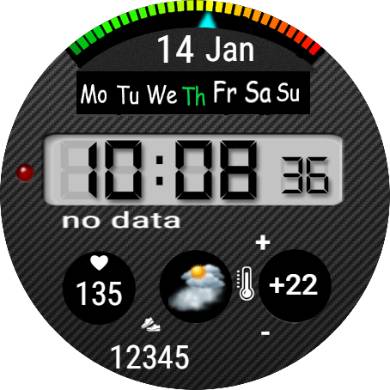 14 Jan
Mo Tu We Th Fr Sa Su
10:08 36
no data
+
135
+22
-
12345